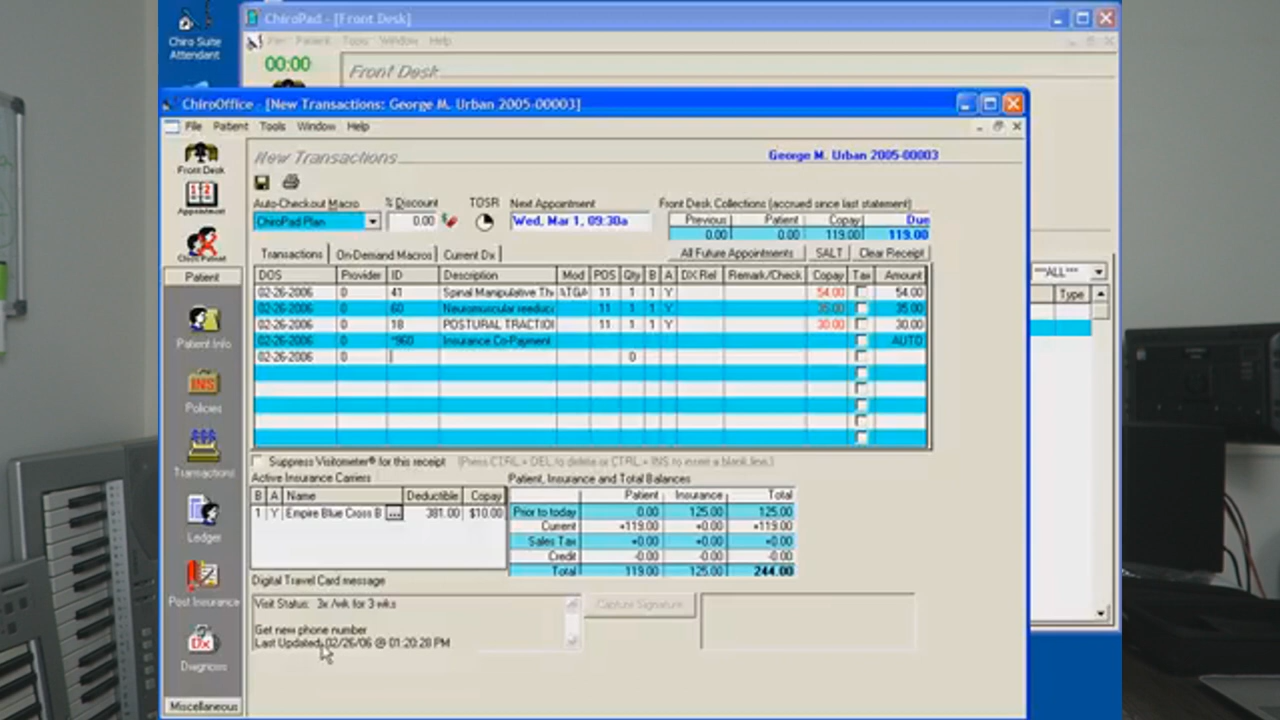 Chiro Suite
Attendant
ChiroPad - [Front Desk]
File Patient Tools Window Help
00:00
Front Desk
ChiroOffice - [New Transactions: George M. Urban 2005-00003]
File Patient Tools Window Help
Front Desk
Appointment
Patient
Patient Info
Policies
Transactions
Ledger
Post Insurance
Diagnosis
Miscellaneous
New Transactions
George M. Urban 2005-00003
Auto-Checkout Macro % Discount TOSR Next Appointment Front Desk Collections (accrued since last statement)
ChiroPad Plan 0.00 Wed, Mar 1, 09:30a
Previous Patient Copay Due
0.00 0.00 119.00 119.00
Transactions On-Demand Macros Current Dx All Future Appointments SALT Clear Receipt
DOS Provider ID Description Mod POS Qty B A DX Ref Remark/Check Copay Tax Amount
02-26-2006 0 41 Spinal Manipulative Th 11 1 1 Y 54.00 54.00
02-26-2006 0 60 Neuromuscular reeduca 11 1 1 Y 35.00 35.00
02-26-2006 0 18 POSTURAL TRACTIO 11 1 1 Y 30.00 30.00
02-26-2006 0 *960 Insurance Co-Payment AUTO
02-26-2006 0 0
Suppress Visitometer® for this receipt (Press CTRL + DEL to delete or CTRL + INS to insert a blank line.)
Active Insurance Carriers
B A Name Deductible Copay
1 Y Empire Blue Cross B ... 381.00 $10.00
Patient, Insurance and Total Balances
Patient Insurance Total
Prior to today 0.00 125.00 125.00
Current +119.00 +0.00 +119.00
Sales Tax +0.00 +0.00
Credit -0.00 -0.00
Total 119.00 125.00 244.00
Digital Travel Card message
Visit Status: 3x /wk for 3 wks
Get new phone number
Last Updated: 02/26/06 @ 01:20:28 PM
Capture Signature
***ALL***
Type